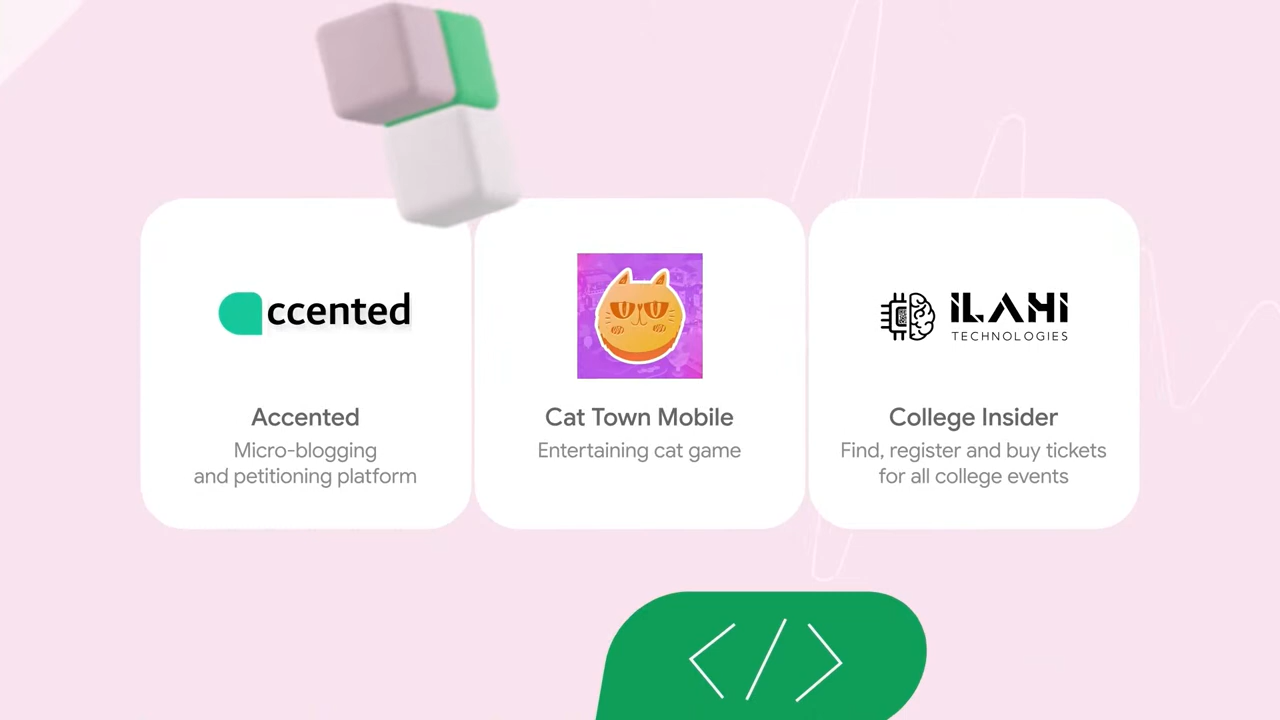 ccented
Accented
Micro-blogging
and petitioning platform
Cat Town Mobile
Entertaining cat game
ILAHI
TECHNOLOGIES
College Insider
Find, register and buy tickets
for all college events
</>